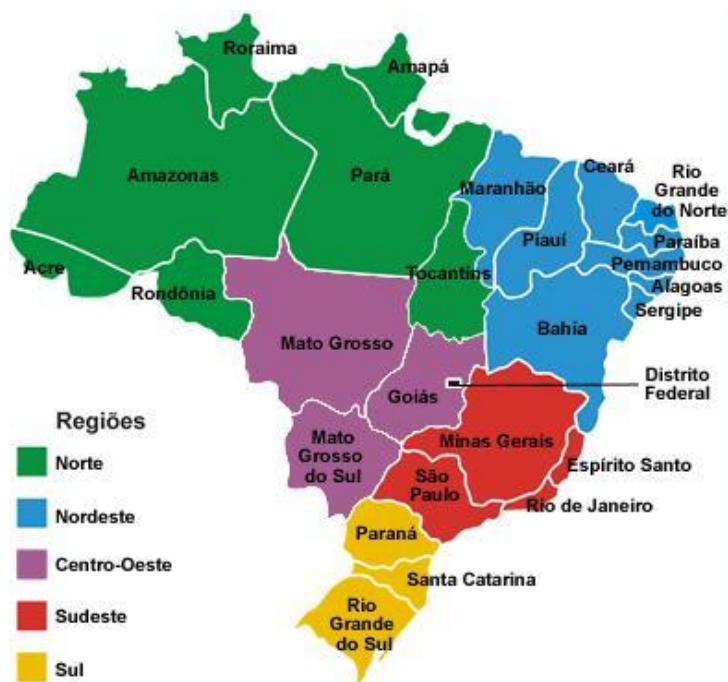 Roraima
Amapá
Amazonas
Pará
Maranhão
Ceará
Rio
Grande
do Norte
Piauí
Paraíba
Pernambuco
Acre
Rondônia
Tocantins
Alagoas
Sergipe
Bahia
Mato Grosso
Goiás
Distrito
Federal
Mato
Grosso
do Sul
Minas Gerais
Espírito Santo
São
Paulo
Rio de Janeiro
Paraná
Santa Catarina
Rio
Grande
do Sul
Regiões
Norte
Nordeste
Centro-Oeste
Sudeste
Sul